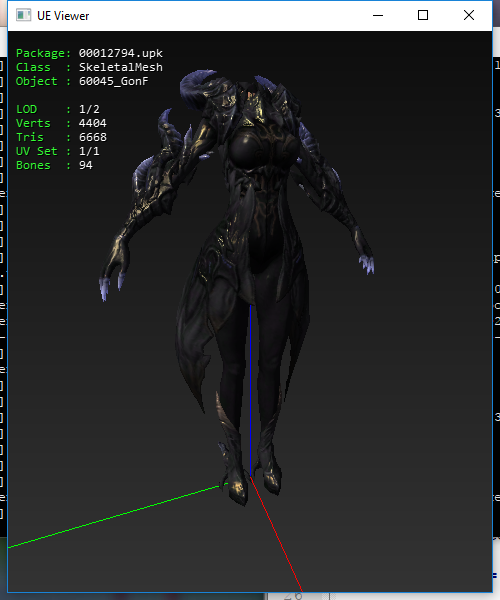 UE Viewer
Package: 00012794.upk
Class : SkeletalMesh
Object : 60045_GonF
LOD : 1/2
Verts : 4404
Tris : 6668
UV Set : 1/1
Bones : 94